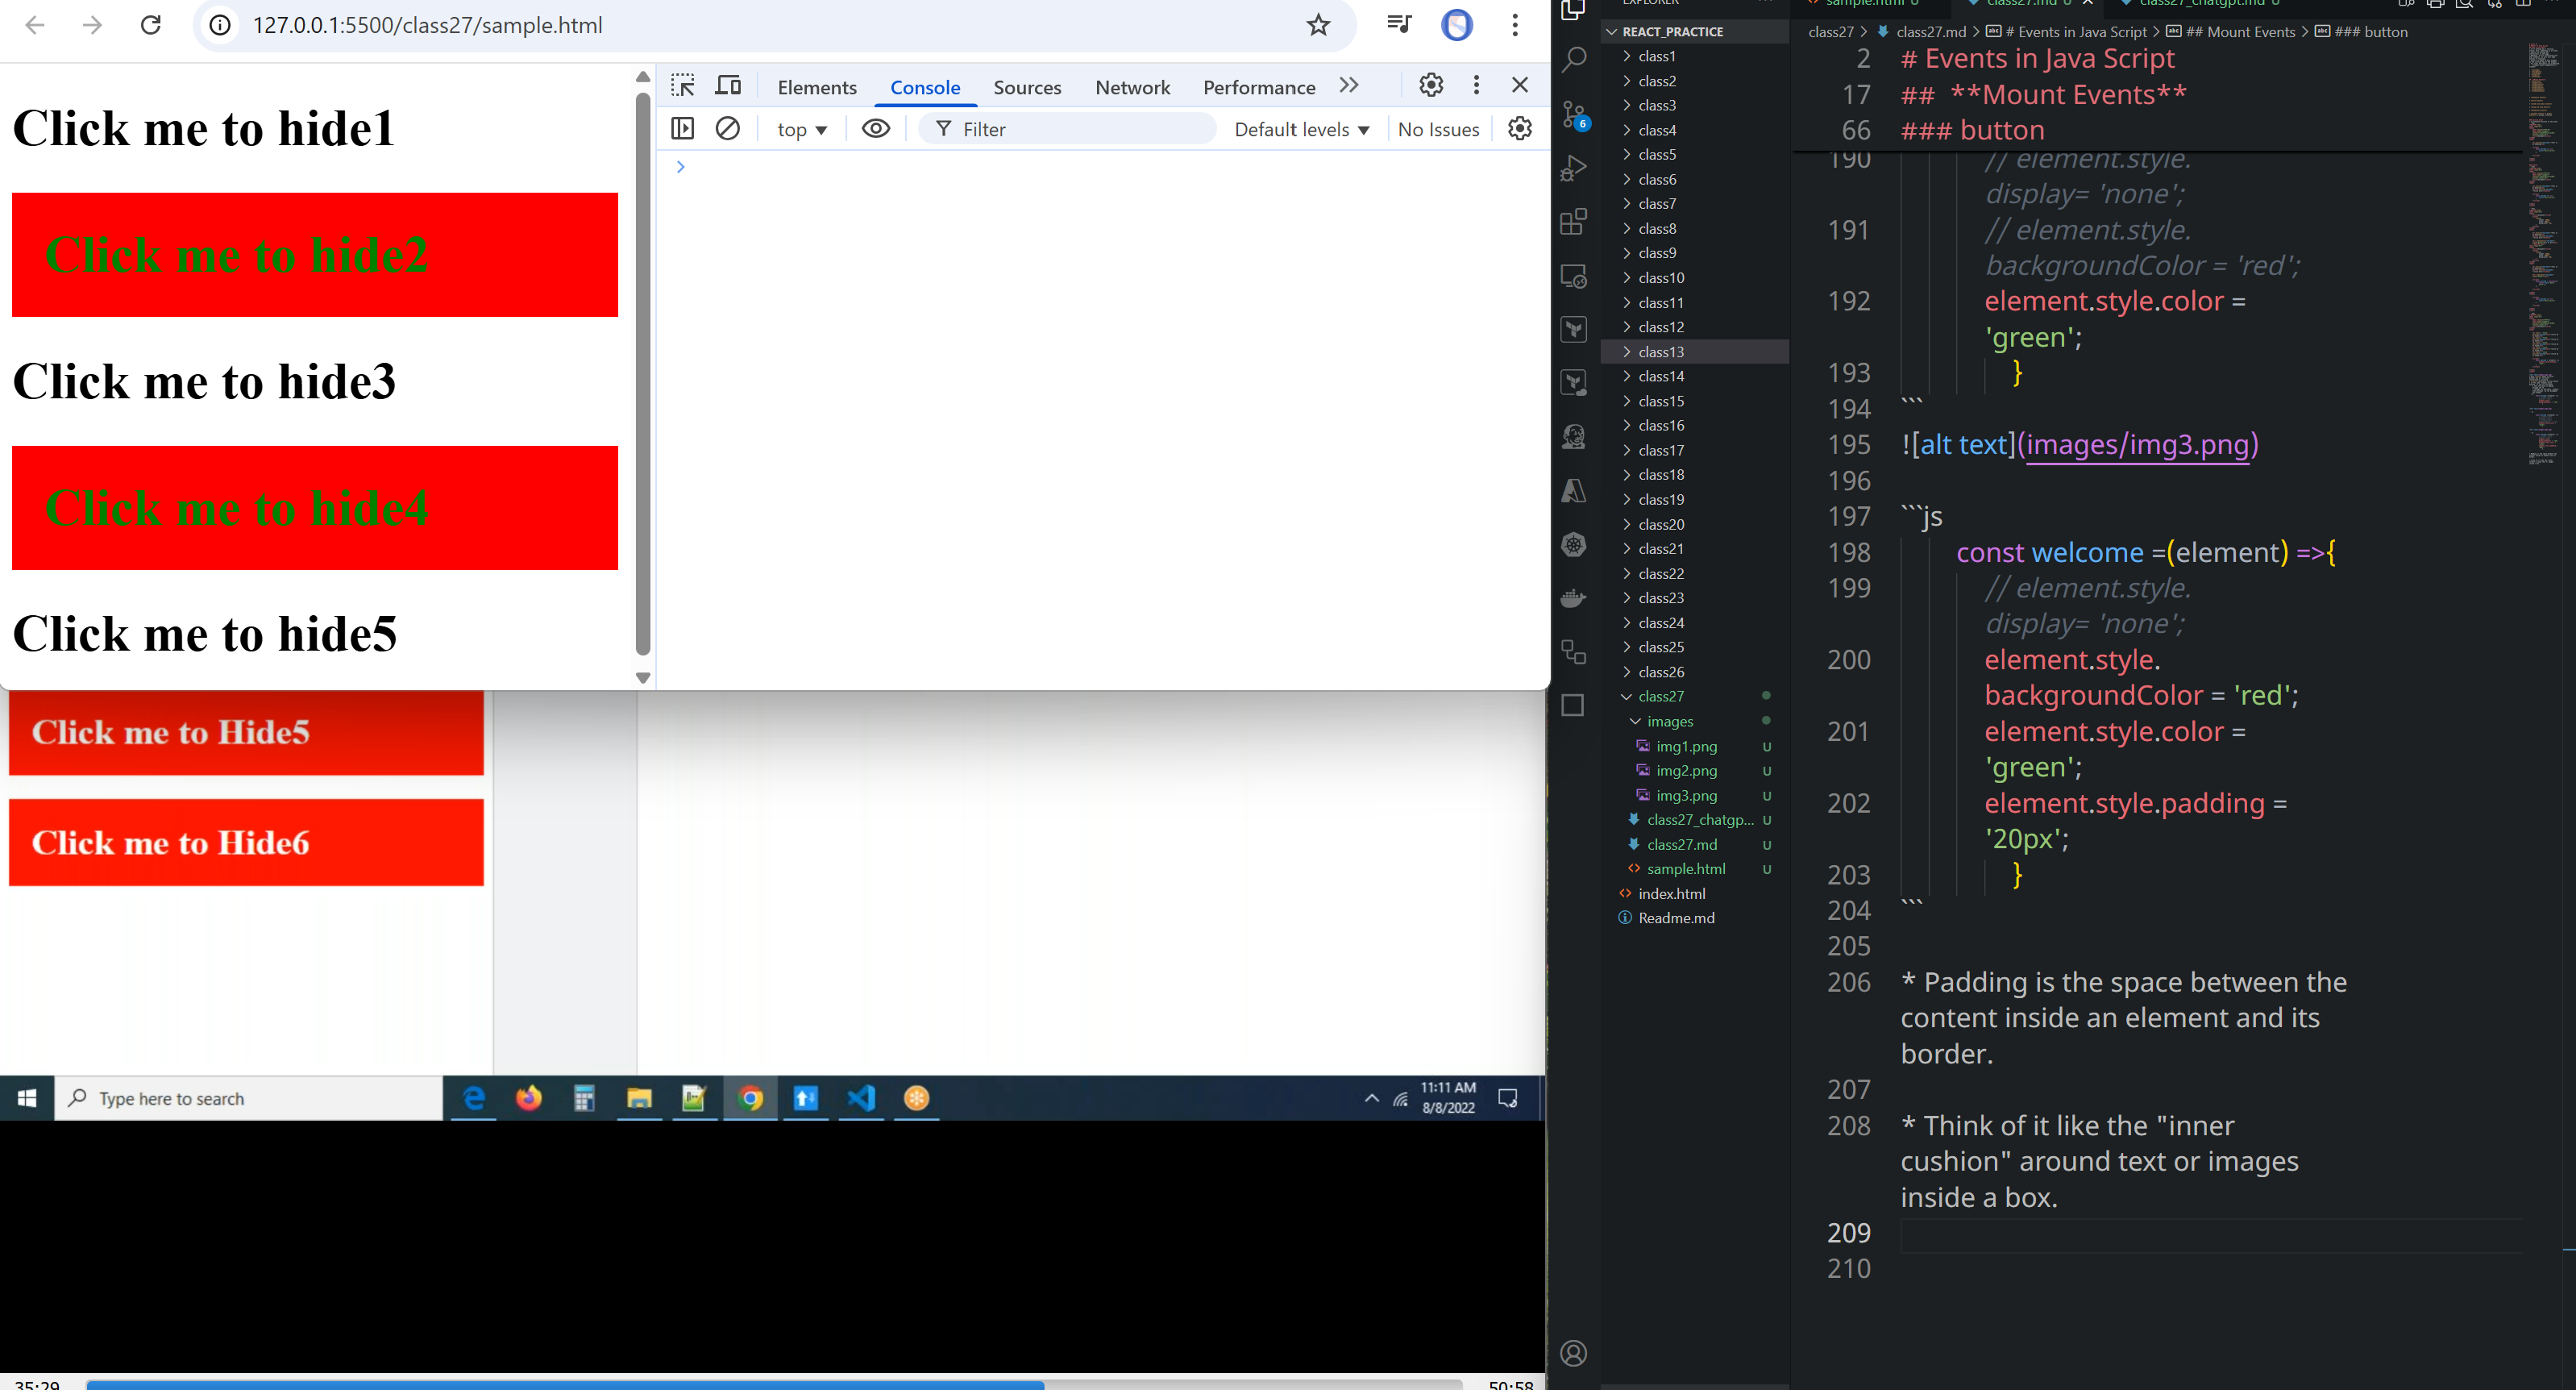 127.0.0.1:5500/class27/sample.html
Click me to hide1
Click me to hide2
Click me to hide3
Click me to hide4
Click me to hide5
Elements Console Sources Network Performance
top Filter Default levels No Issues
>
Click me to Hide5
Click me to Hide6
Type here to search
11:11 AM
8/8/2022
35:29 50:58
6
EXPLORER
REACT_PRACTICE
class1
class2
class3
class4
class5
class6
class7
class8
class9
class10
class11
class12
class13
class14
class15
class16
class17
class18
class19
class20
class21
class22
class23
class24
class25
class26
class27
images
img1.png U
img2.png U
img3.png U
class27_chatgp... U
class27.md U
sample.html U
index.html
Readme.md
sample.html U class27.md U class27_chatgpt.md U
class27 > class27.md > # Events in Java Script > ## Mount Events > ### button
2 # Events in Java Script
17 ## **Mount Events**
66 ### button
190 // element.style.
display= 'none';
191 // element.style.
backgroundColor = 'red';
192 element.style.color =
'green';
193 }
194 ```
195 ![alt text](images/img3.png)
196
197 ```js
198 const welcome =(element) =>{
199 // element.style.
display= 'none';
200 element.style.
backgroundColor = 'red';
201 element.style.color =
'green';
202 element.style.padding =
'20px';
203 }
204 ```
205
206 * Padding is the space between the
content inside an element and its
border.
207
208 * Think of it like the "inner
cushion" around text or images
inside a box.
209
210